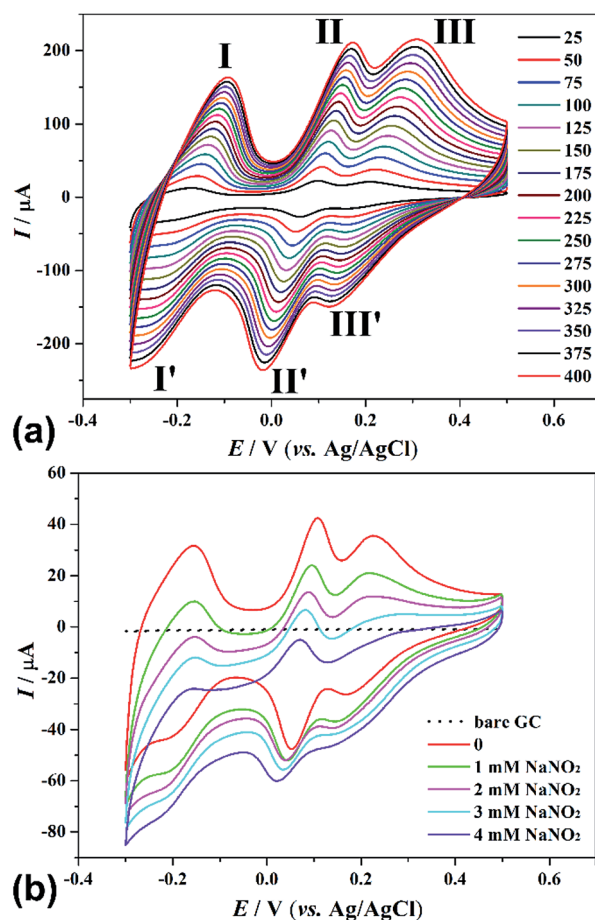 I II III
200
100
0
-100
-200
I / μA
I' II' III'
25
50
75
100
125
150
175
200
225
250
275
300
325
350
375
400
-0.4 -0.2 0.0 0.2 0.4 0.6
(a) E / V (vs. Ag/AgCl)
60
40
20
0
-20
-40
-60
-80
I / μA
bare GC
0
1 mM NaNO₂
2 mM NaNO₂
3 mM NaNO₂
4 mM NaNO₂
-0.4 -0.2 0.0 0.2 0.4 0.6
(b) E / V (vs. Ag/AgCl)